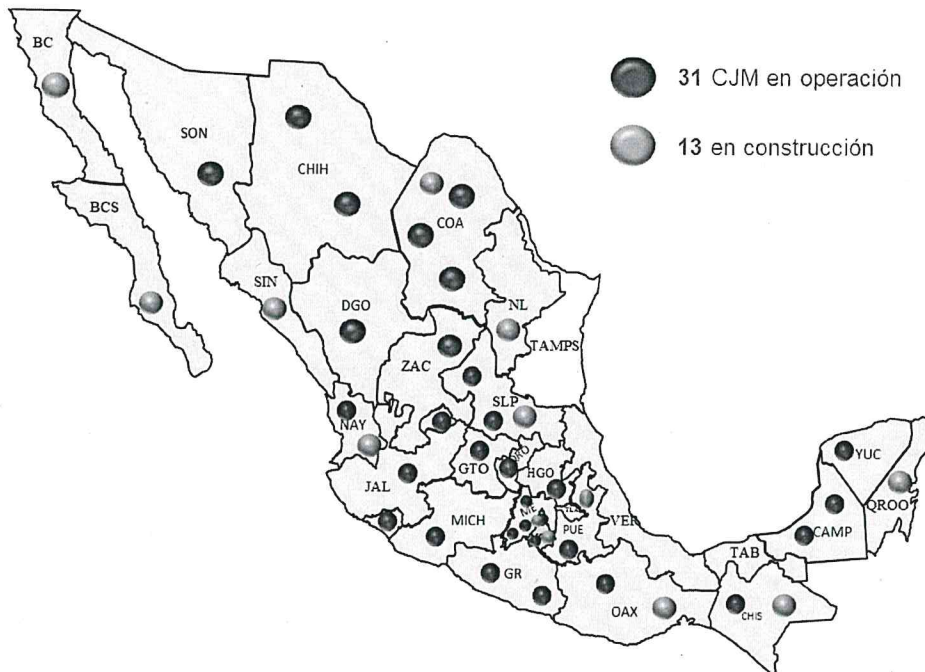 BC
31 CJM en operación
SON
CHIH
13 en construcción
BCS
COA
SIN
DGO
NL
TAMPS
ZAC
SLP
NAY
GTO
HGO
YUC
JAL
QROO
MICH
PUE
VER
CAMP
TAB
GR
OAX
CHIS